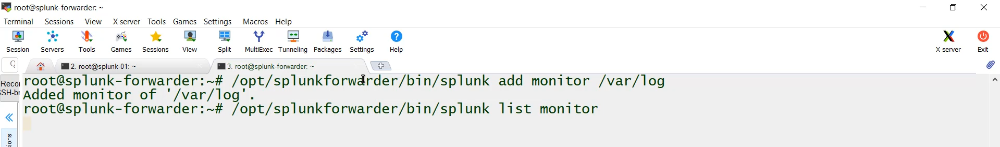 root@splunk-forwarder: ~
Terminal Sessions View X server Tools Games Settings Macros Help
Session Servers Tools Games Sessions View Split MultiExec Tunneling Packages Settings Help X server Exit
2. root@splunk-01: ~ 3. root@splunk-forwarder: ~
root@splunk-forwarder:~# /opt/splunkforwarder/bin/splunk add monitor /var/log
Added monitor of '/var/log'.
root@splunk-forwarder:~# /opt/splunkforwarder/bin/splunk list monitor
Recor
SSH-br
ions